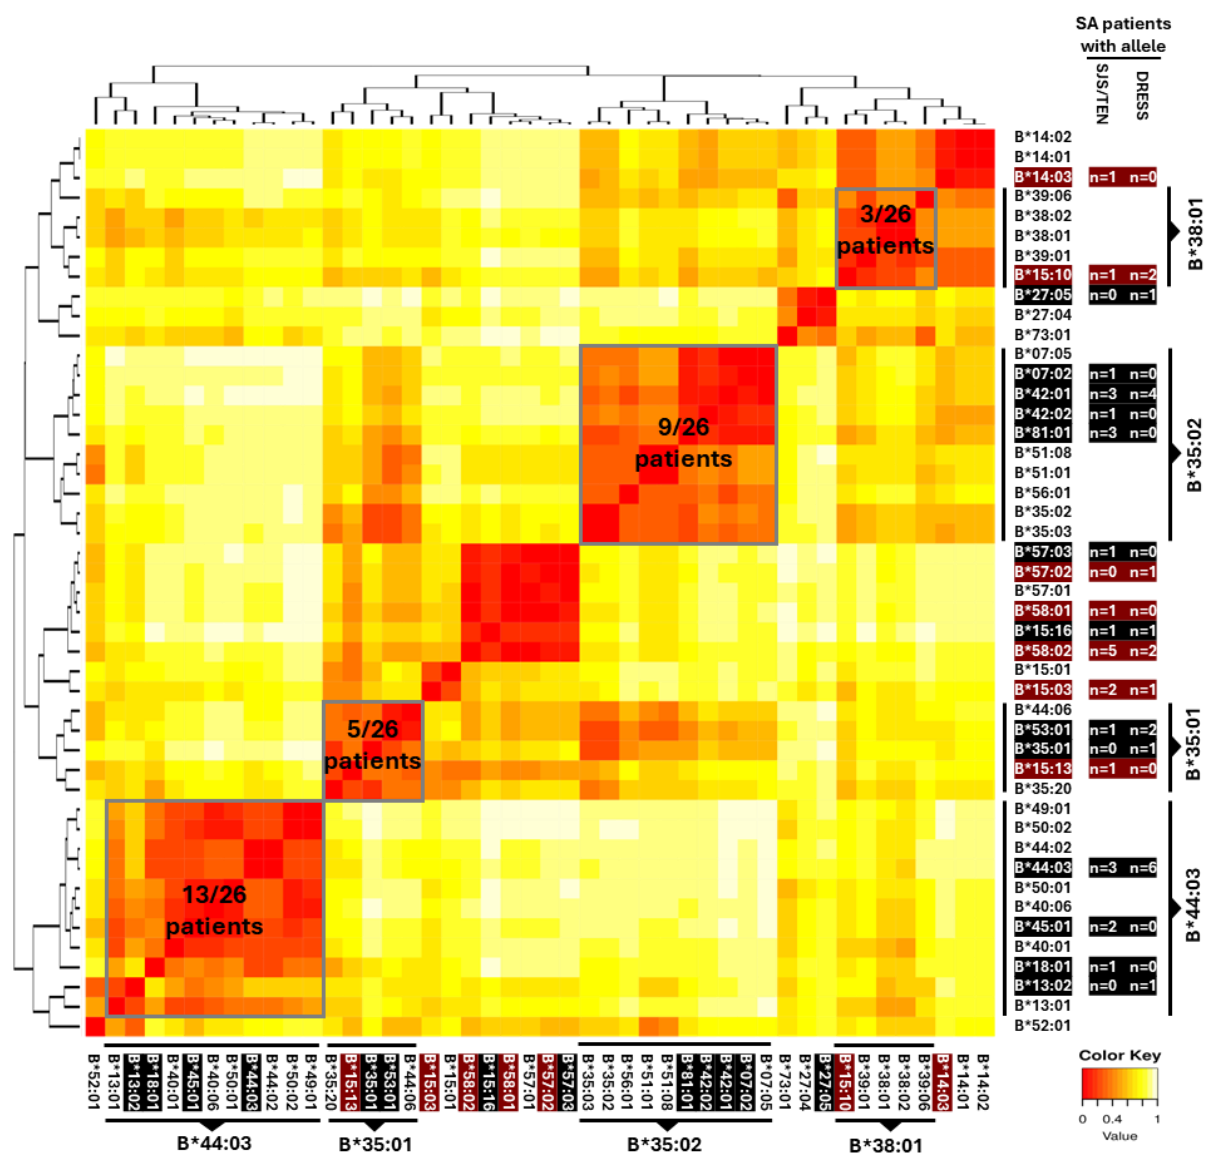 SA patients
with allele
SJS/TEN
DRESS
B*14:02
B*14:01
B*14:03 n=1 n=0
B*39:06
B*38:02
B*38:01
B*39:01
B*15:10 n=1 n=2
B*38:01
B*27:05 n=0 n=1
B*27:04
B*73:01
B*07:05
B*07:02 n=1 n=0
B*42:01 n=3 n=4
B*42:02 n=1 n=0
B*81:01 n=3 n=0
B*51:08
B*51:01
B*56:01
B*35:02
B*35:03
B*35:02
B*57:03 n=1 n=0
B*57:02 n=0 n=1
B*57:01
B*58:01 n=1 n=0
B*15:16 n=1 n=1
B*58:02 n=5 n=2
B*15:01
B*15:03 n=2 n=1
B*44:06
B*53:01 n=1 n=2
B*35:01 n=0 n=1
B*15:13 n=1 n=0
B*35:20
B*35:01
B*49:01
B*50:02
B*44:02
B*44:03 n=3 n=6
B*50:01
B*40:06
B*45:01 n=2 n=0
B*40:01
B*18:01 n=1 n=0
B*13:02 n=0 n=1
B*13:01
B*44:03
B*52:01
3/26
patients
9/26
patients
5/26
patients
13/26
patients
B*52:01
B*13:01
B*13:02
B*18:01
B*40:01
B*45:01
B*40:06
B*50:01
B*44:03
B*44:02
B*50:02
B*49:01
B*35:20
B*15:13
B*35:01
B*53:01
B*44:06
B*15:03
B*15:01
B*58:02
B*15:16
B*58:01
B*57:01
B*57:02
B*57:03
B*35:03
B*35:02
B*56:01
B*51:01
B*51:08
B*81:01
B*42:02
B*42:01
B*07:02
B*07:05
B*73:01
B*27:04
B*27:05
B*15:10
B*39:01
B*38:01
B*38:02
B*39:06
B*14:03
B*14:01
B*14:02
B*44:03
B*35:01
B*35:02
B*38:01
Color Key
0 0.4 1
Value